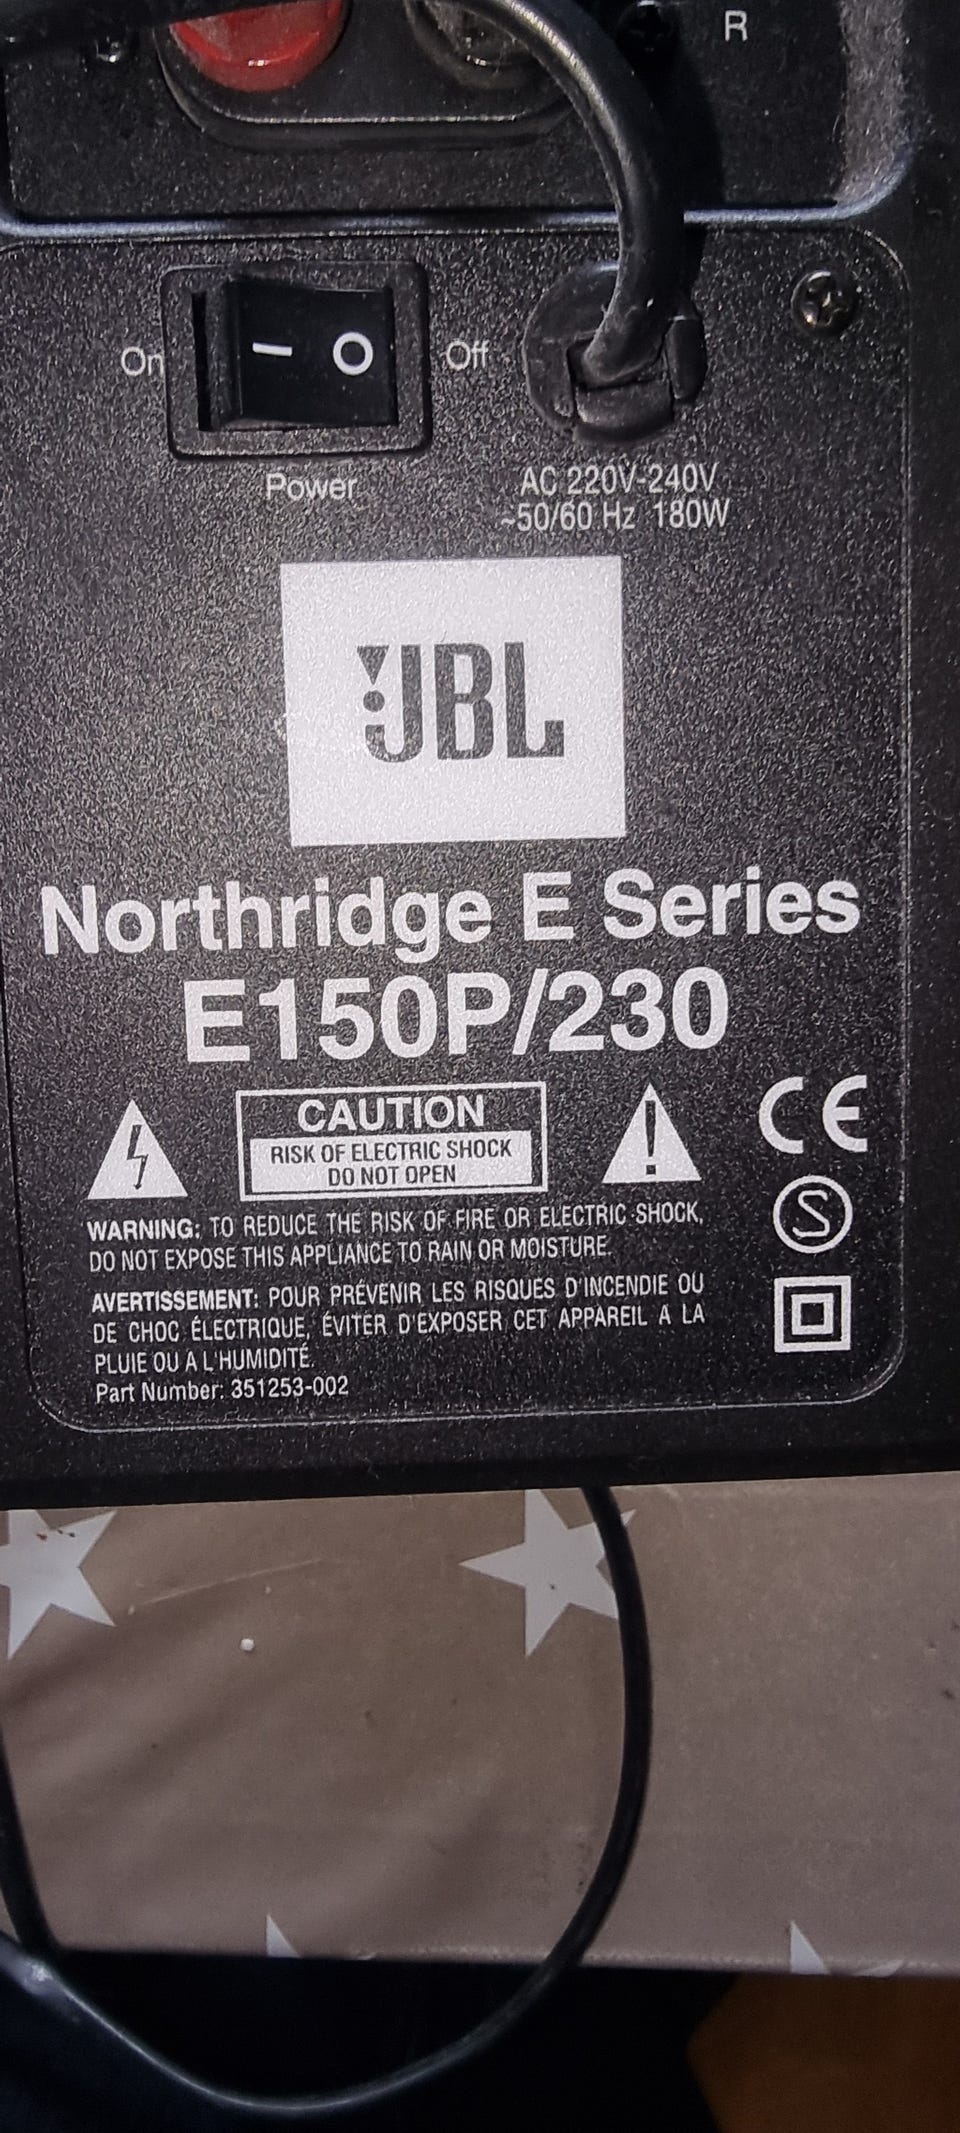 R
On
— O
Off
Power
AC 220V-240V
~50/60 Hz 180W
JBL
Northridge E Series
E150P/230
CAUTION
RISK OF ELECTRIC SHOCK
DO NOT OPEN
CE
S
WARNING: TO REDUCE THE RISK OF FIRE OR ELECTRIC SHOCK,
DO NOT EXPOSE THIS APPLIANCE TO RAIN OR MOISTURE.
AVERTISSEMENT: POUR PRÉVENIR LES RISQUES D'INCENDIE OU
DE CHOC ÉLECTRIQUE, ÉVITER D'EXPOSER CET APPAREIL A LA
PLUIE OU A L'HUMIDITÉ.
Part Number: 351253-002